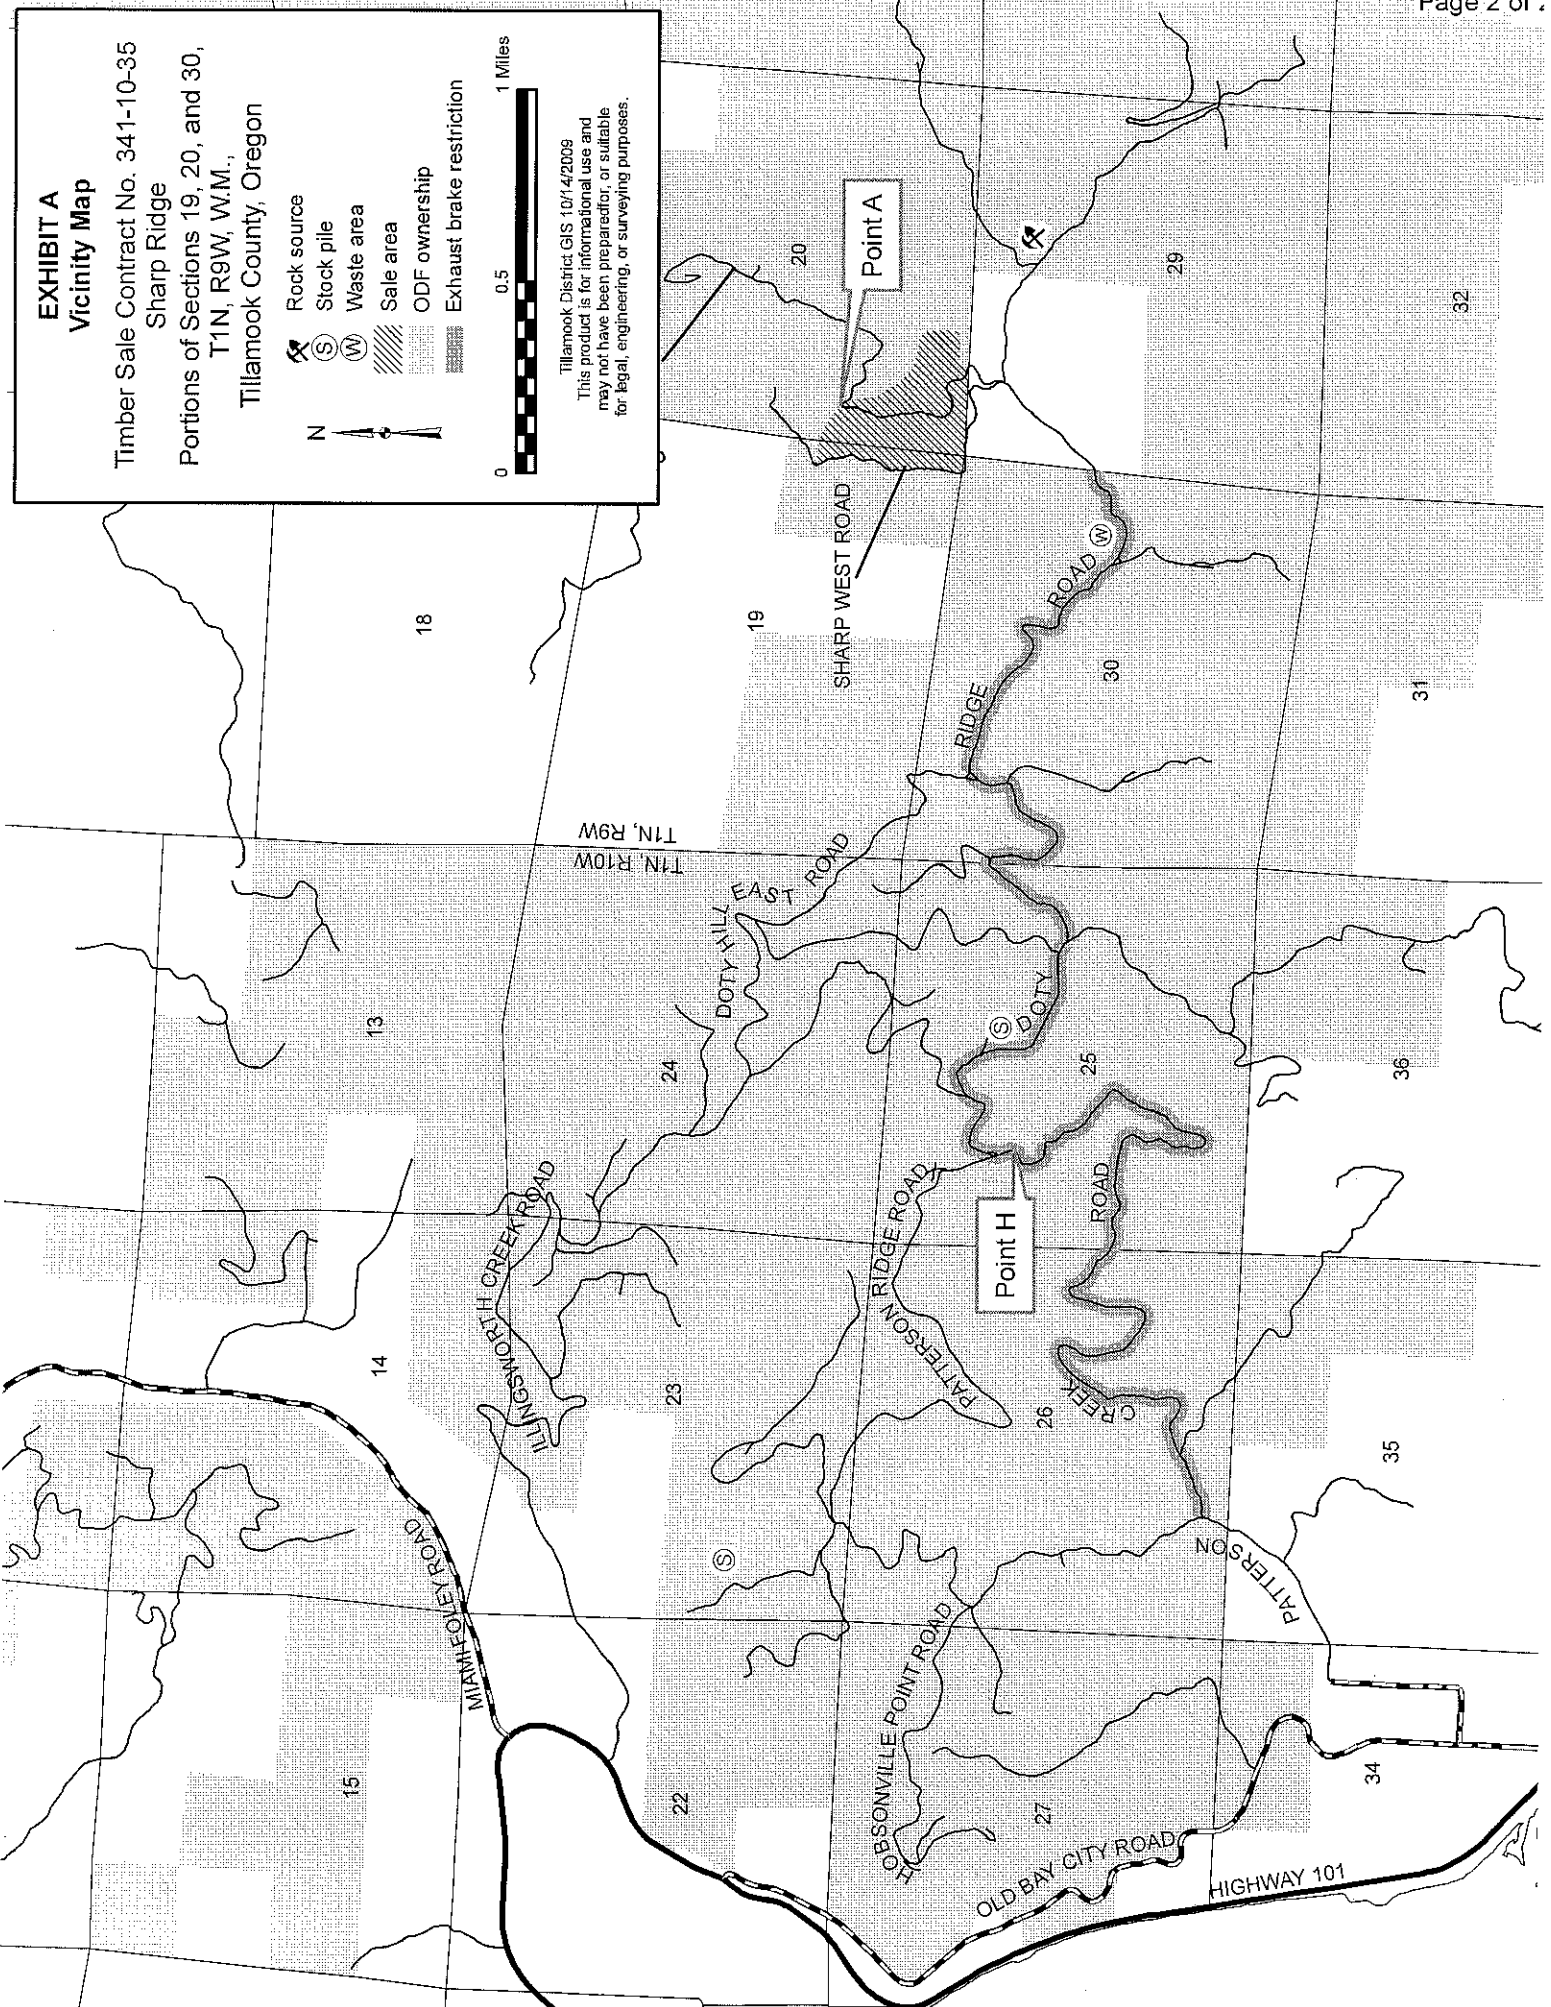 Page 2 of 2
EXHIBIT A
Vicinity Map
Timber Sale Contract No. 341-10-35
Sharp Ridge
Portions of Sections 19, 20, and 30,
T1N, R9W, W.M.,
Tillamook County, Oregon
N
Rock source
S Stock pile
W Waste area
Sale area
ODF ownership
Exhaust brake restriction
0 0.5 1 Miles
Tillamook District GIS 10/14/2009
This product is for informational use and
may not have been preparedfor, or suitable
for legal, engineering, or surveying purposes.
18
13
14
15
MIAMI FOLEY ROAD
ILLINGSWORTH CREEK ROAD
T1N, R10W
T1N, R9W
20
19
24
23
22
S
DOTY HILL
EAST ROAD
SHARP WEST ROAD
Point A
PATTERSON RIDGE ROAD
HOBSONVILLE POINT ROAD
Point H
S
DOTY
RIDGE
ROAD
W
29
30
25
26
27
CREEK
ROAD
PATTERSON
OLD BAY CITY ROAD
HIGHWAY 101
32
31
36
35
34